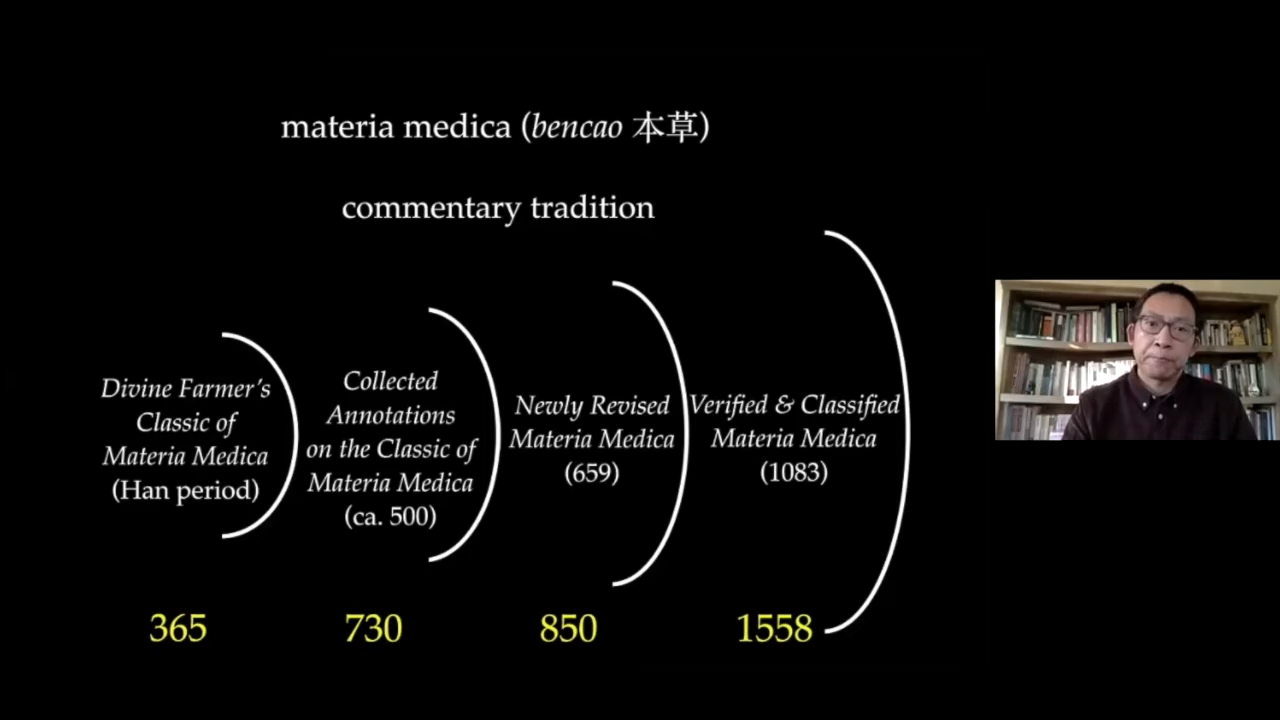 materia medica (bencao 本草)
commentary tradition
Divine Farmer's
Classic of
Materia Medica
(Han period)
Collected
Annotations
on the Classic of
Materia Medica
(ca. 500)
Newly Revised
Materia Medica
(659)
Verified & Classified
Materia Medica
(1083)
365
730
850
1558